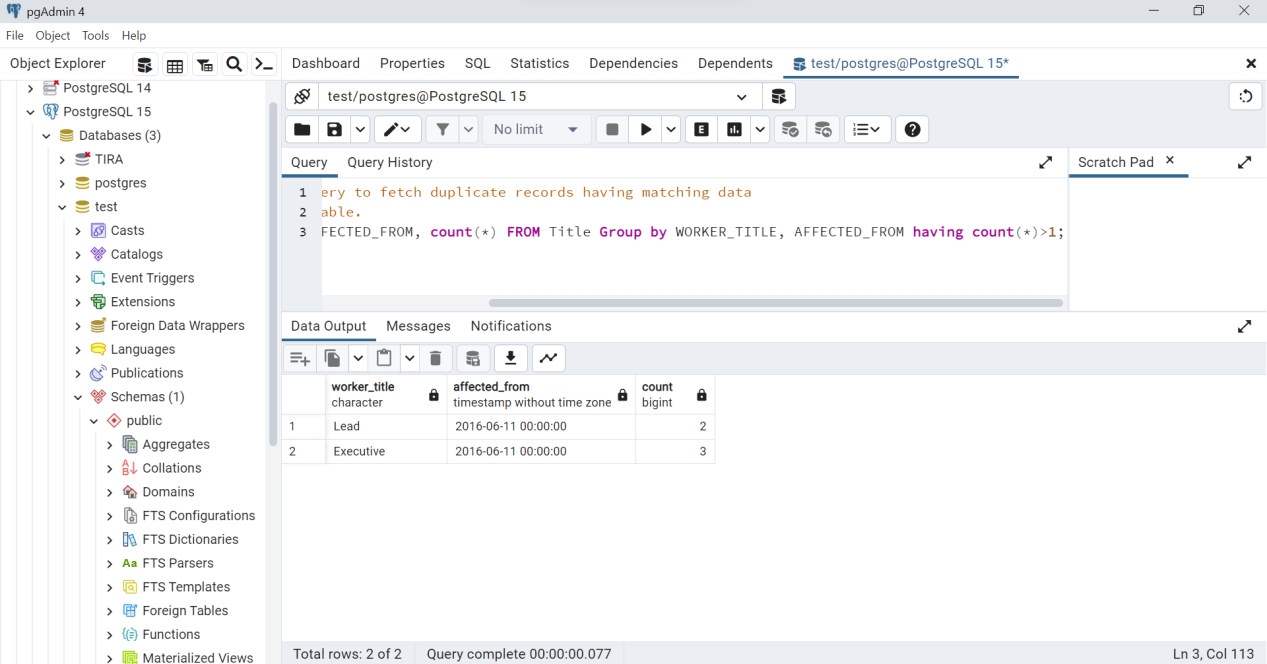 pgAdmin 4
File Object Tools Help
Object Explorer
Dashboard Properties SQL Statistics Dependencies Dependents test/postgres@PostgreSQL 15*
PostgreSQL 14
PostgreSQL 15
Databases (3)
TIRA
postgres
test
Casts
Catalogs
Event Triggers
Extensions
Foreign Data Wrappers
Languages
Publications
Schemas (1)
public
Aggregates
Collations
Domains
FTS Configurations
FTS Dictionaries
Aa FTS Parsers
FTS Templates
Foreign Tables
Functions
Materialized Views
test/postgres@PostgreSQL 15
No limit E
Query Query History
Scratch Pad
1 ery to fetch duplicate records having matching data
2 able.
3 FECTED_FROM, count(*) FROM Title Group by WORKER_TITLE, AFFECTED_FROM having count(*)>1;
Data Output Messages Notifications
worker_title affected_from count
character timestamp without time zone bigint
1 Lead 2016-06-11 00:00:00 2
2 Executive 2016-06-11 00:00:00 3
Total rows: 2 of 2 Query complete 00:00:00.077 Ln 3, Col 113